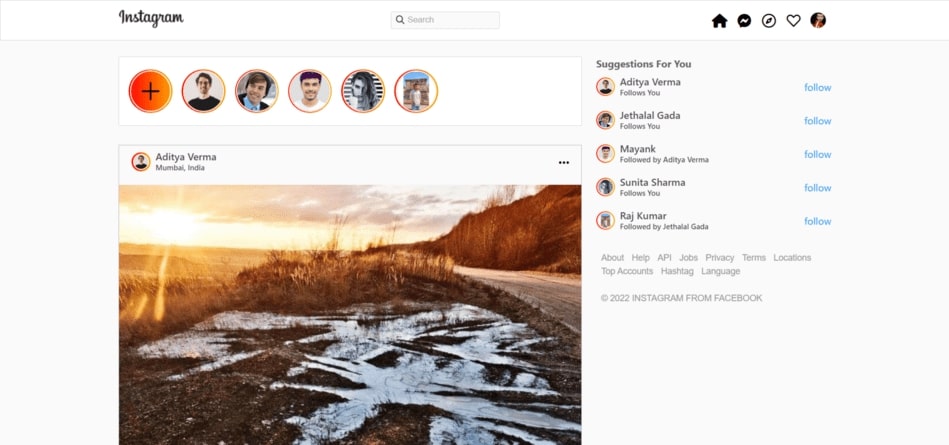 Instagram
Search
Aditya Verma
Mumbai, India
Suggestions For You
Aditya Verma
Follows You
follow
Jethalal Gada
Follows You
follow
Mayank
Followed by Aditya Verma
follow
Sunita Sharma
Follows You
follow
Raj Kumar
Followed by Jethalal Gada
follow
About Help API Jobs Privacy Terms Locations
Top Accounts Hashtag Language
© 2022 INSTAGRAM FROM FACEBOOK